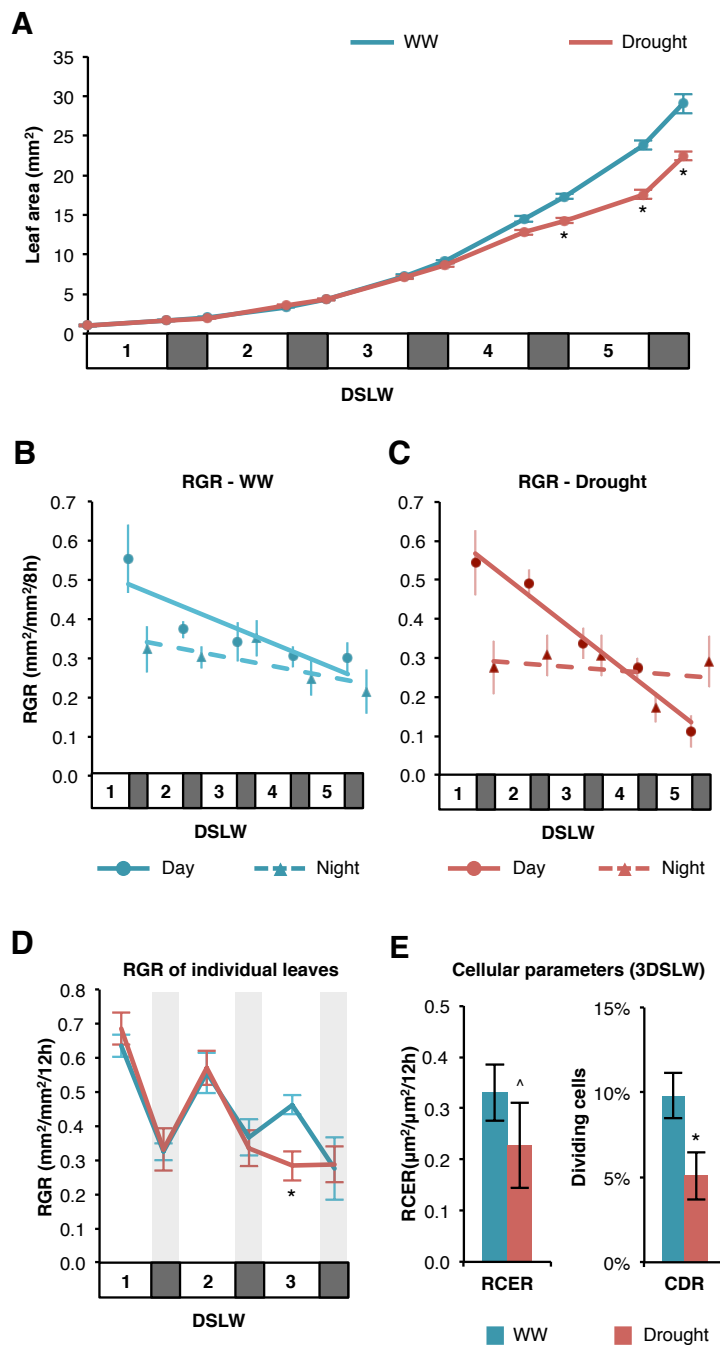 A
WW Drought
Leaf area (mm²)
35
30
25
20
15
10
5
0
* * *
1 2 3 4 5
DSLW
B
RGR - WW
RGR (mm²/mm²/8h)
0.7
0.6
0.5
0.4
0.3
0.2
0.1
0.0
1 2 3 4 5
DSLW
Day Night
C
RGR - Drought
0.7
0.6
0.5
0.4
0.3
0.2
0.1
0.0
1 2 3 4 5
DSLW
Day Night
D
RGR of individual leaves
RGR (mm²/mm²/12h)
0.8
0.7
0.6
0.5
0.4
0.3
0.2
0.1
0.0
*
1 2 3
DSLW
E
Cellular parameters (3DSLW)
RCER(µm²/µm²/12h)
0.5
0.4
0.3
0.2
0.1
0.0
^
RCER
Dividing cells
15%
10%
5%
0%
*
CDR
WW Drought